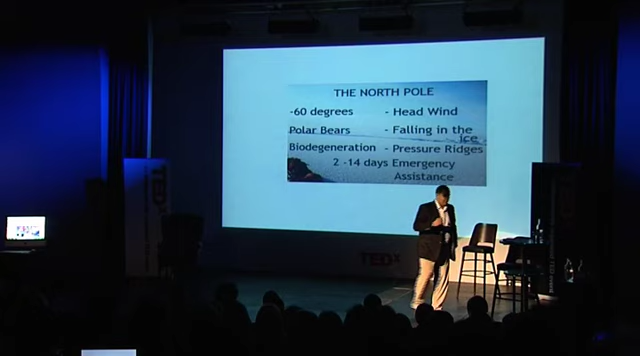 THE NORTH POLE
-60 degrees - Head Wind
Polar Bears - Falling in the
ice
Biodegeneration - Pressure Ridges
2 -14 days Emergency
Assistance
TEDx
TEDx